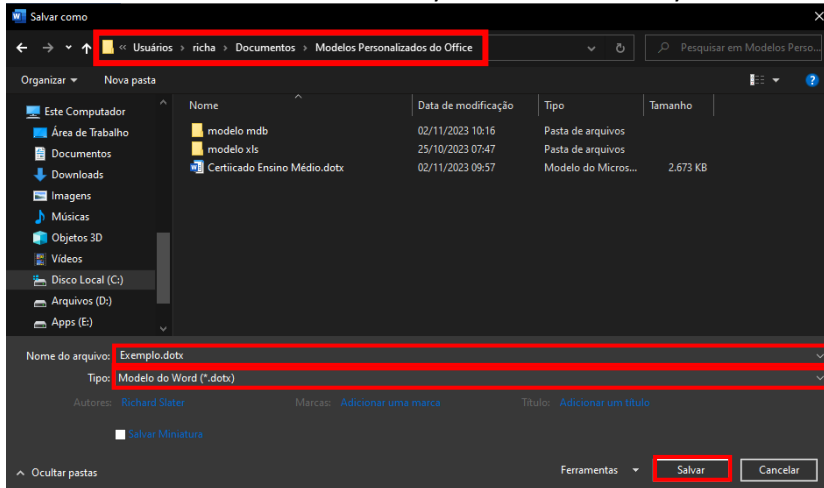 Salvar como
« Usuários › richa › Documentos › Modelos Personalizados do Office
Pesquisar em Modelos Perso...
Organizar Nova pasta
Nome Data de modificação Tipo Tamanho
Este Computador
Área de Trabalho
Documentos
Downloads
Imagens
Músicas
Objetos 3D
Vídeos
Disco Local (C:)
Arquivos (D:)
Apps (E:)
modelo mdb 02/11/2023 10:16 Pasta de arquivos
modelo xls 25/10/2023 07:47 Pasta de arquivos
Certiicado Ensino Médio.dotx 02/11/2023 09:57 Modelo do Micros... 2.673 KB
Nome do arquivo: Exemplo.dotx
Tipo: Modelo do Word (*.dotx)
Autores: Richard Slater Marcas: Adicionar uma marca Título: Adicionar um título
Salvar Miniatura
Ocultar pastas Ferramentas Salvar Cancelar